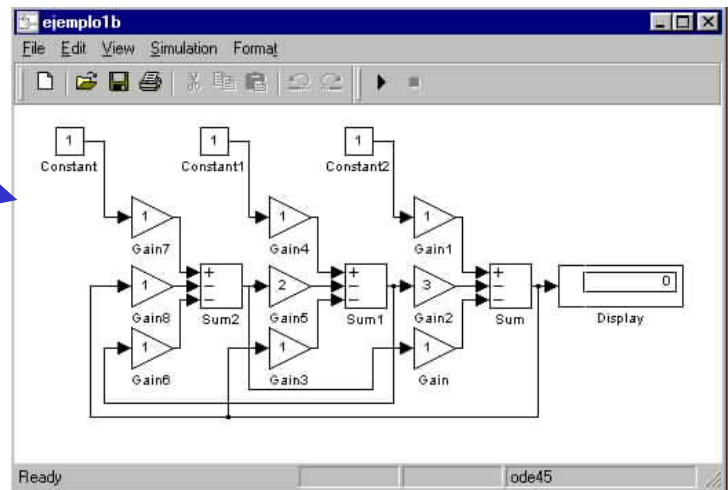 ejemplo1b
File Edit View Simulation Format
1 1 1
Constant Constant1 Constant2
1 1 1
Gain7 Gain4 Gain1
+ + +
1 − 2 − 3 − 0
− − −
Gain8 Sum2 Gain5 Sum1 Gain2 Sum Display
1 1 1
Gain6 Gain3 Gain
Ready ode45